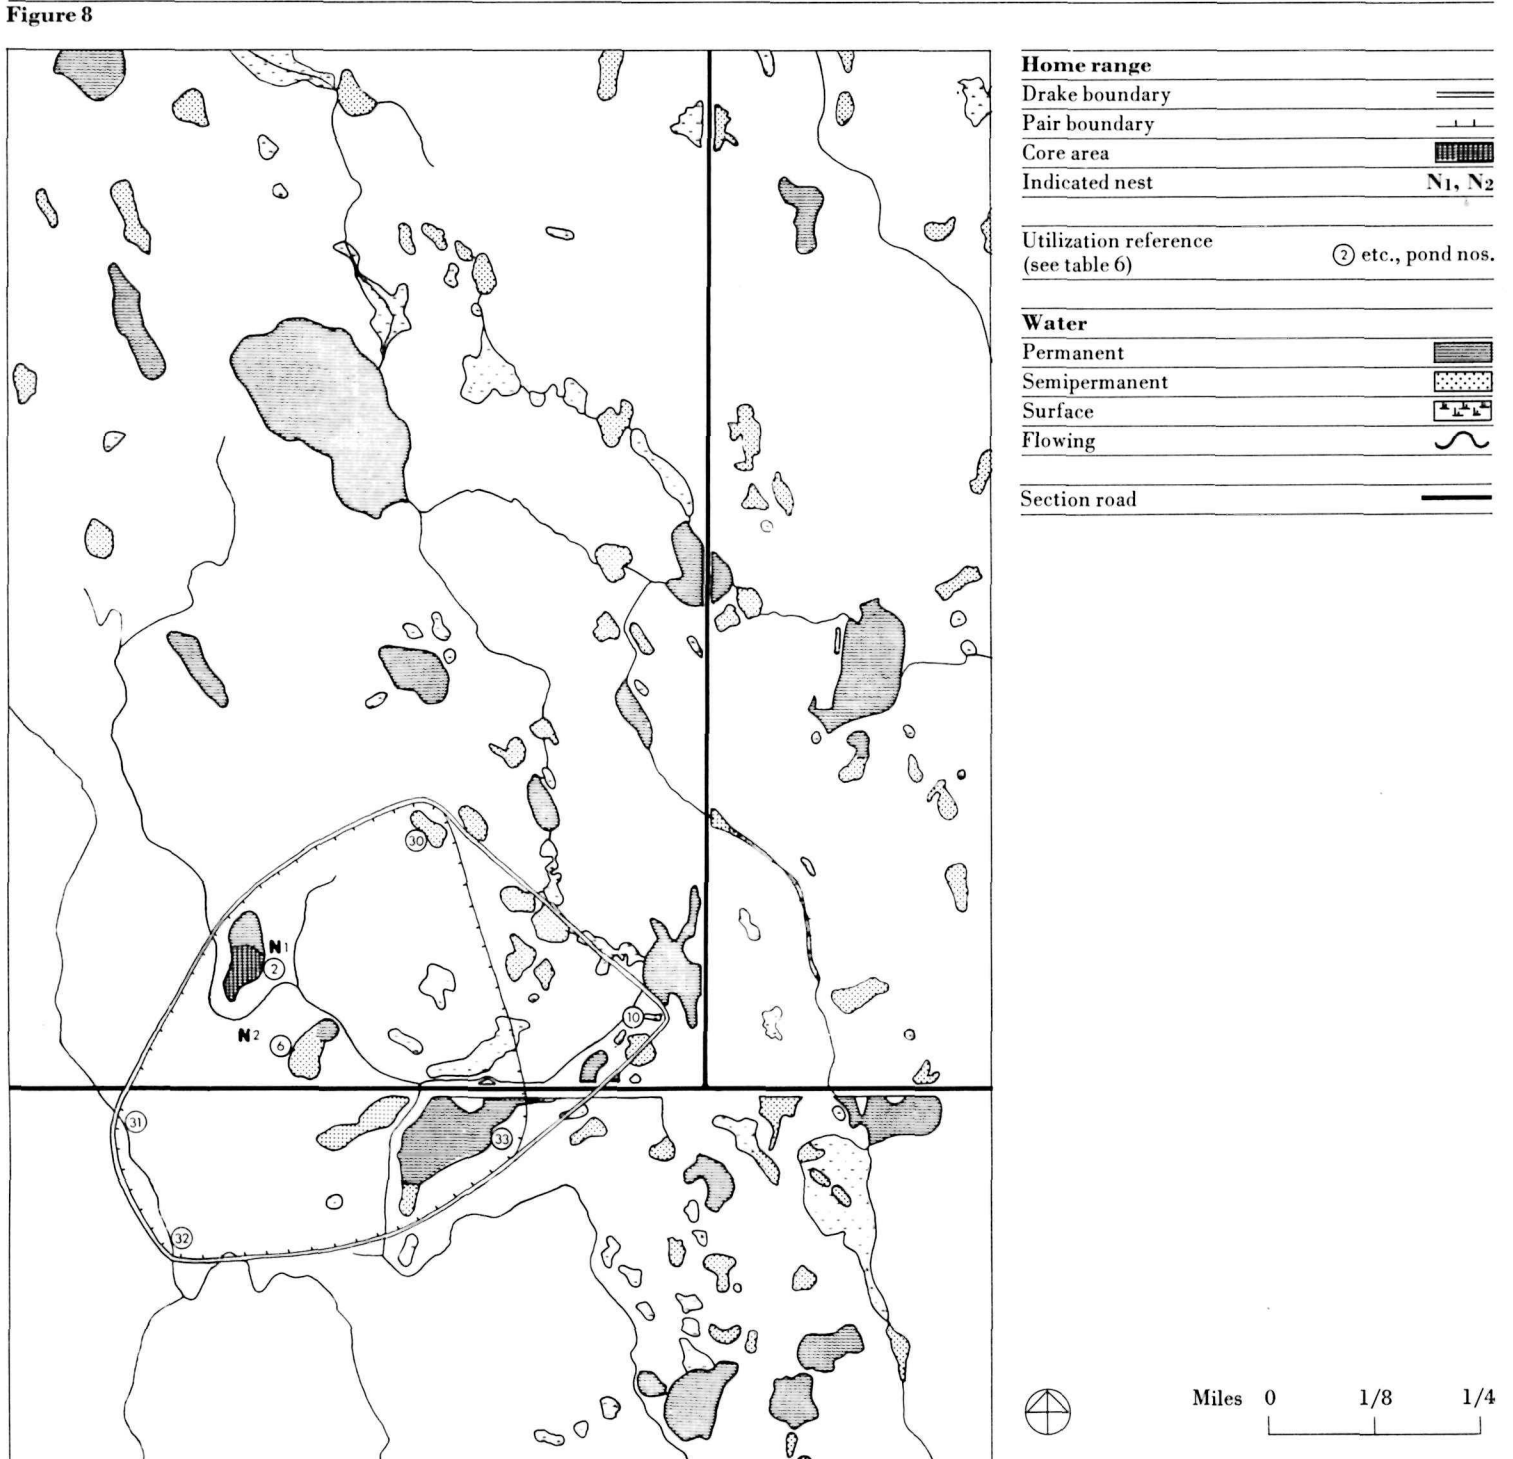 Figure 8
Home range
Drake boundary
Pair boundary
Core area
Indicated nest N1, N2
Utilization reference
(see table 6) 2 etc., pond nos.
Water
Permanent
Semipermanent
Surface
Flowing
Section road
30
N1
2
N2
6
10
31
33
32
Miles 0 1/8 1/4